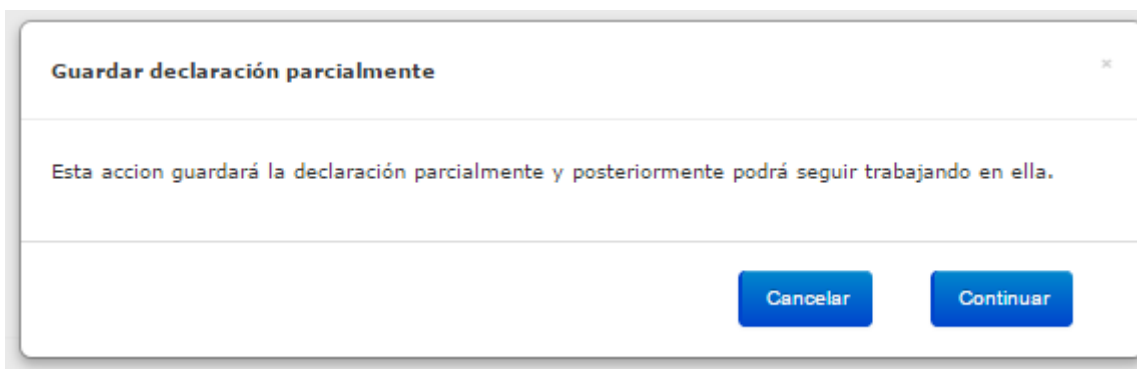 Guardar declaración parcialmente
×
Esta accion guardará la declaración parcialmente y posteriormente podrá seguir trabajando en ella.
Cancelar
Continuar